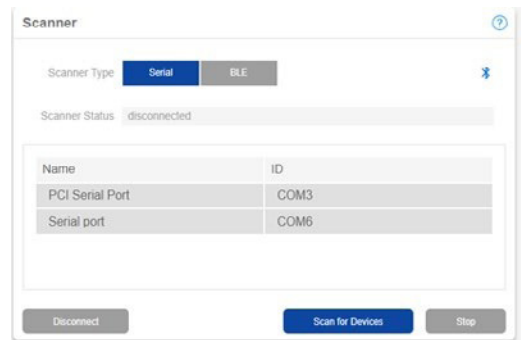 Scanner ?
Scanner Type Serial BLE
Scanner Status disconnected
Name ID
PCI Serial Port COM3
Serial port COM6
Disconnect Scan for Devices Stop